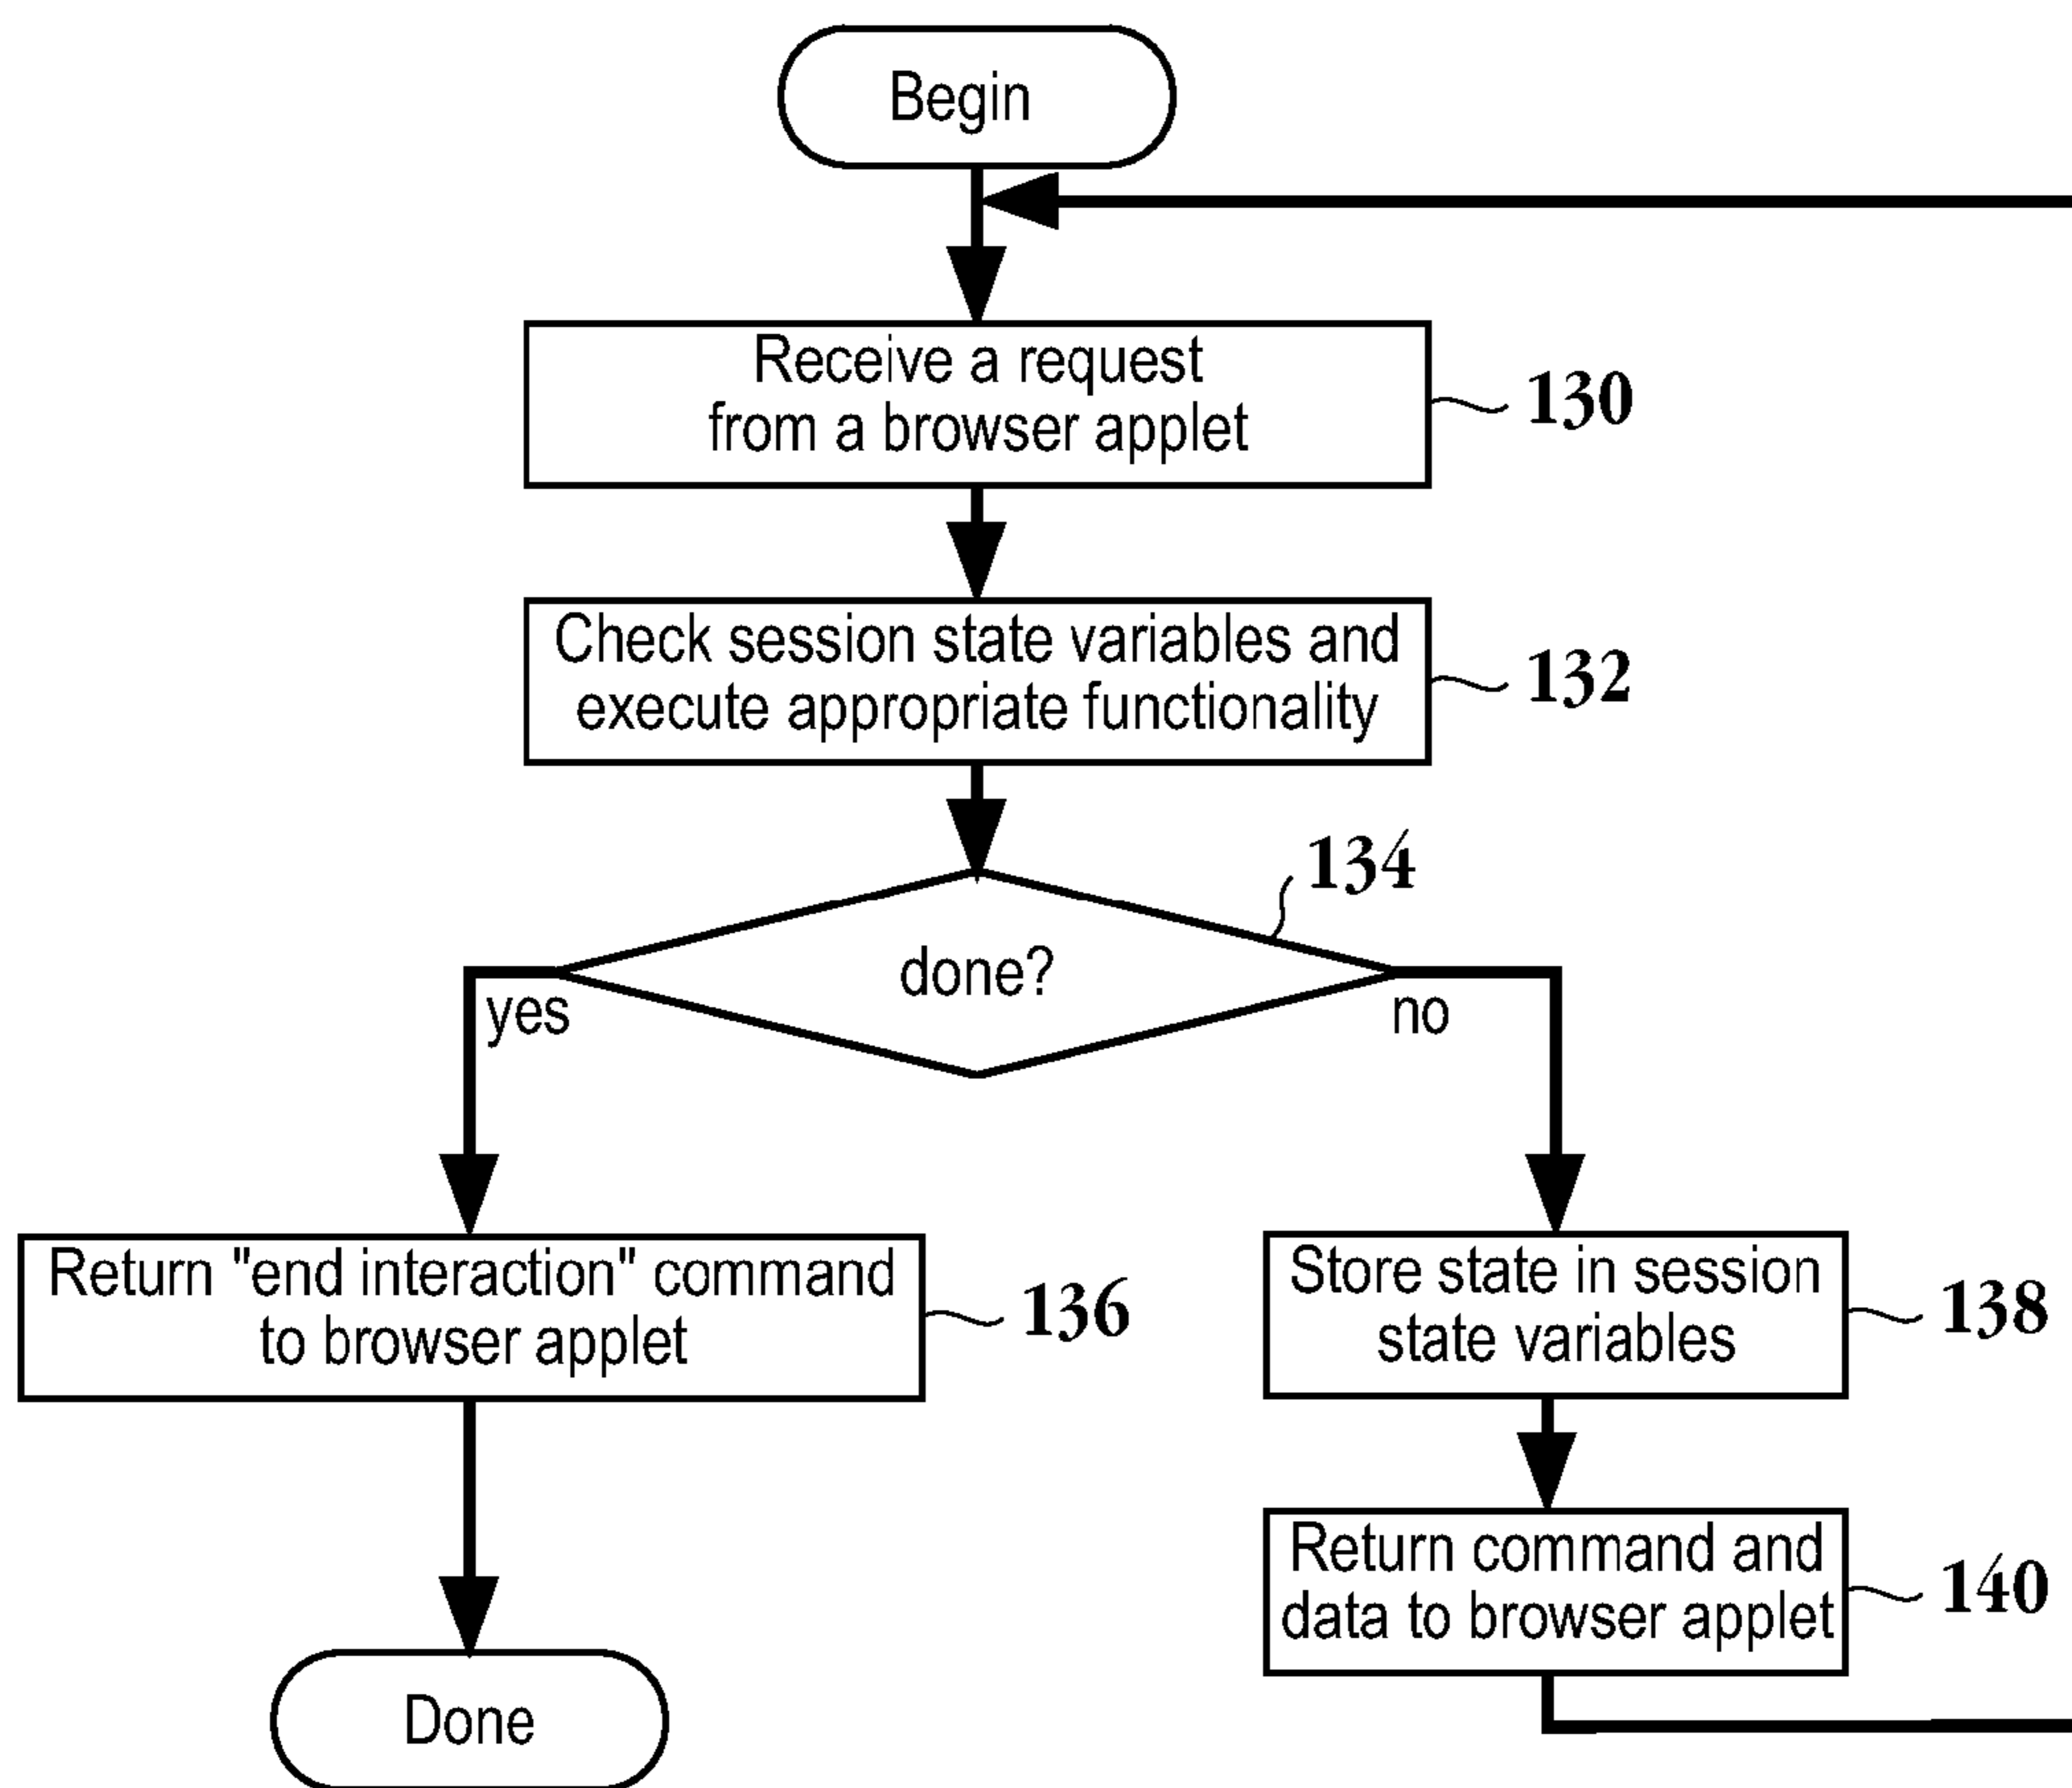 Begin
Receive a request
from a browser applet
130
Check session state variables and
execute appropriate functionality
132
134
done?
yes
no
Return "end interaction" command
to browser applet
136
Store state in session
state variables
138
Return command and
data to browser applet
140
Done